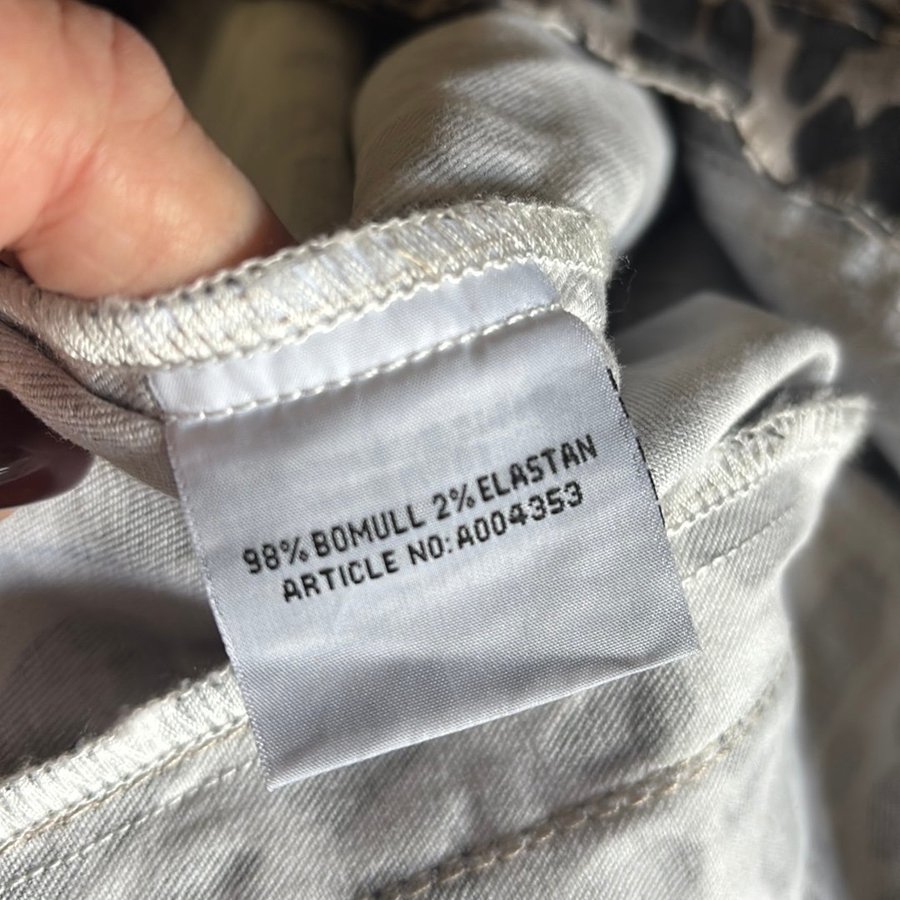 98% BOMULL 2% ELASTAN
ARTICLE NO: A004353